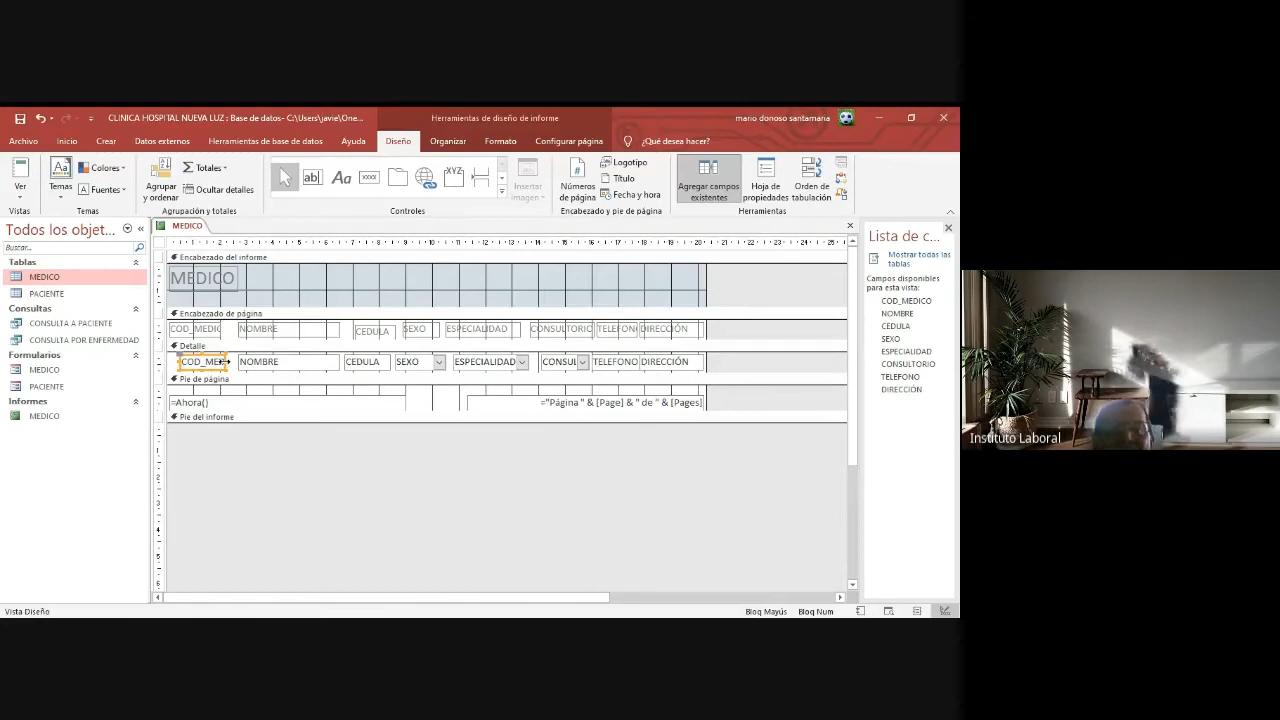 CLINICA HOSPITAL NUEVA LUZ : Base de datos- C:\Users\javie\One...
Herramientas de diseño de informe
mario donoso santamaria
Archivo
Inicio
Crear
Datos externos
Herramientas de base de datos
Ayuda
Diseño
Organizar
Formato
Configurar página
¿Qué desea hacer?
Ver
Vistas
Temas
Aa
Colores
Fuentes
Temas
Agrupar y ordenar
Totales
Ocultar detalles
Agrupación y totales
ab|
Aa
xxxx
XYZ
Controles
Insertar imagen
Números de página
Logotipo
Título
Fecha y hora
Encabezado y pie de página
Agregar campos existentes
Hoja de propiedades
Orden de tabulación
Herramientas
Todos los objet...
Buscar...
Tablas
MEDICO
PACIENTE
Consultas
CONSULTA A PACIENTE
CONSULTA POR ENFERMEDAD
Formularios
MEDICO
PACIENTE
Informes
MEDICO
MEDICO
Encabezado del informe
MEDICO
Encabezado de página
COD_MEDIC NOMBRE CEDULA SEXO ESPECIALIDAD CONSULTORIO TELEFON DIRECCIÓN
Detalle
COD_MED NOMBRE CEDULA SEXO ESPECIALIDAD CONSUL TELEFONO DIRECCIÓN
Pie de página
=Ahora() ="Página " & [Page] & " de " & [Pages]
Pie del informe
Lista de c...
Mostrar todas las tablas
Campos disponibles para esta vista:
COD_MEDICO
NOMBRE
CEDULA
SEXO
ESPECIALIDAD
CONSULTORIO
TELEFONO
DIRECCIÓN
Vista Diseño
Bloq Mayús
Bloq Num
Instituto Laboral